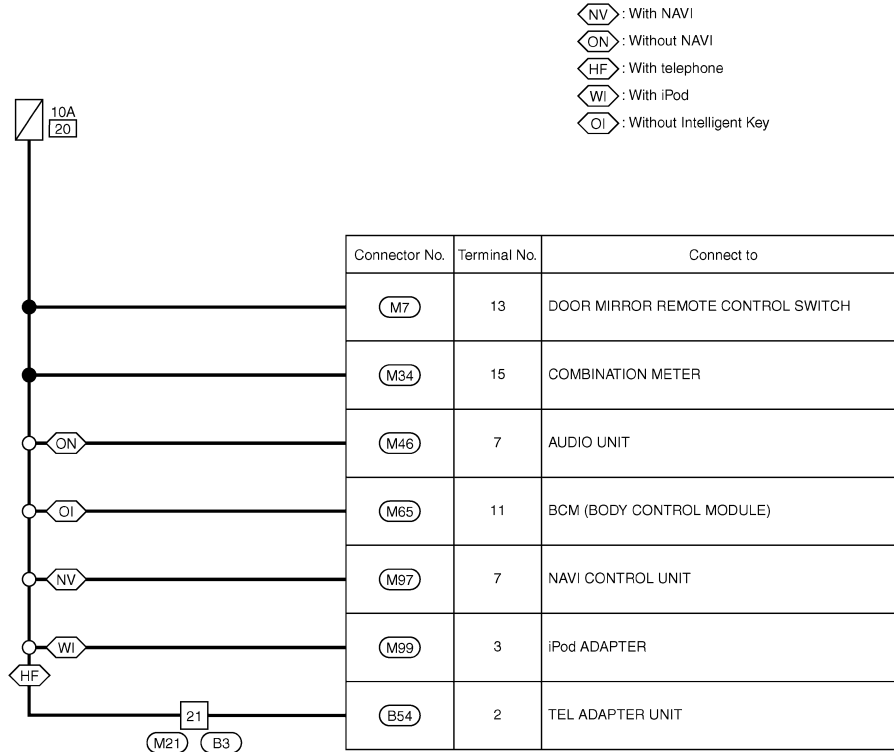 NV : With NAVI
ON : Without NAVI
HF : With telephone
WI : With iPod
OI : Without Intelligent Key
10A
20
Connector No. Terminal No. Connect to
M7 13 DOOR MIRROR REMOTE CONTROL SWITCH
M34 15 COMBINATION METER
ON M46 7 AUDIO UNIT
OI M65 11 BCM (BODY CONTROL MODULE)
NV M97 7 NAVI CONTROL UNIT
WI M99 3 iPod ADAPTER
HF
21 B54 2 TEL ADAPTER UNIT
M21 B3